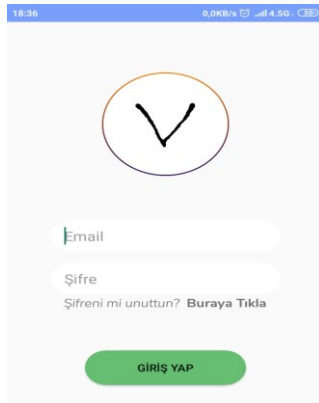 18:36 0,0KB/s 4.5G
V
Email
Şifre
Şifreni mi unuttun? Buraya Tıkla
GİRİŞ YAP